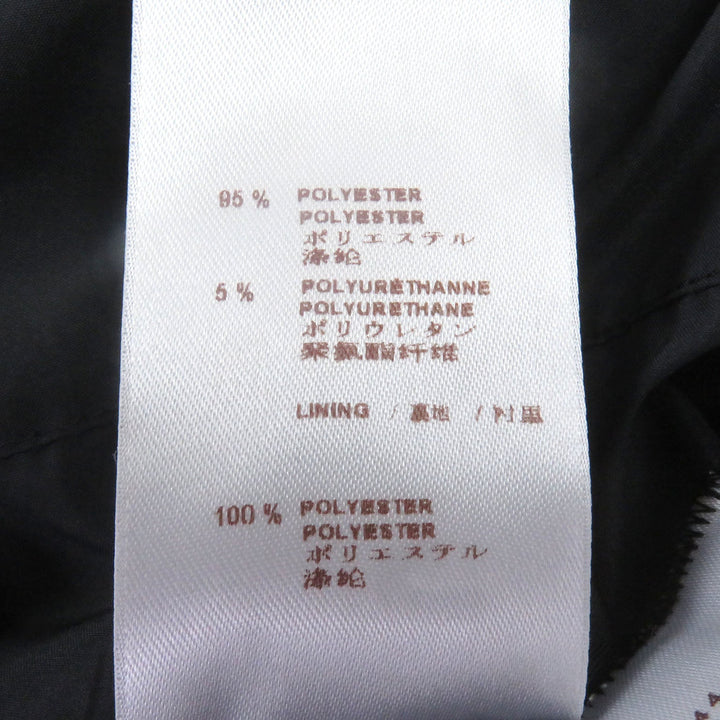 95 % POLYESTER
POLYESTER
ポリエステル
涤纶
5 % POLYURÉTHANNE
POLYURETHANE
ポリウレタン
聚氨酯纤维
LINING / 裏地 / 衬里
100 % POLYESTER
POLYESTER
ポリエステル
涤纶